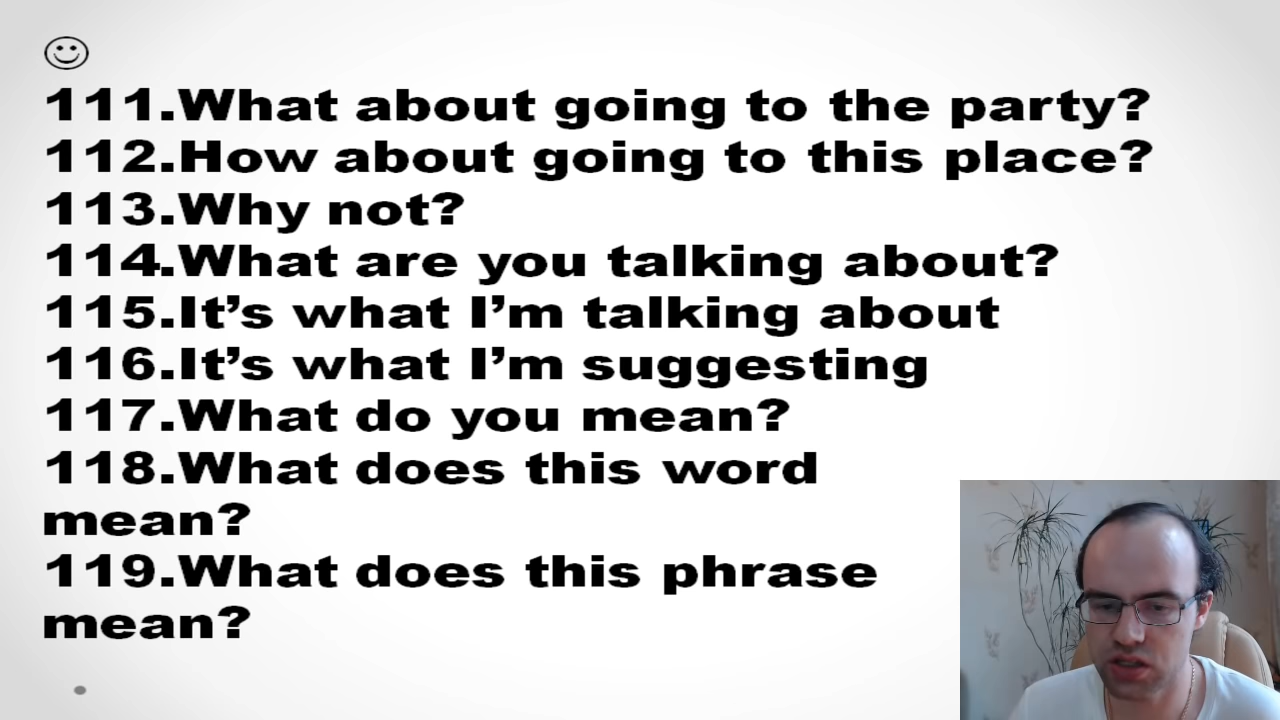 111.What about going to the party?
112.How about going to this place?
113.Why not?
114.What are you talking about?
115.It’s what I’m talking about
116.It’s what I’m suggesting
117.What do you mean?
118.What does this word
mean?
119.What does this phrase
mean?